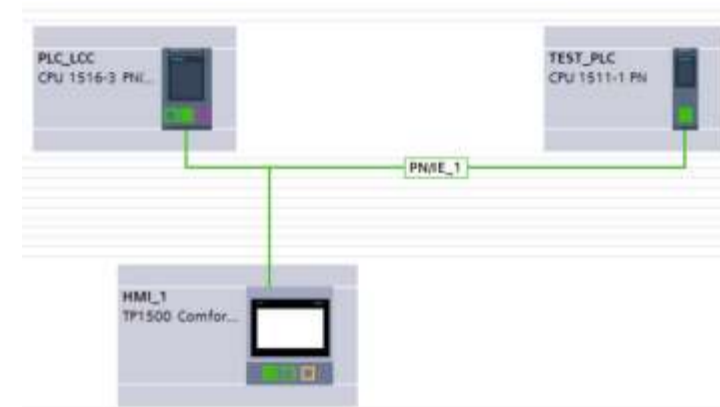 PLC_LCC
CPU 1516-3 PN/...
TEST_PLC
CPU 1511-1 PN
PN/IE_1
HMI_1
TP1500 Comfor...